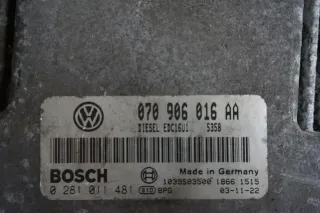 070 906 016 AA
DIESEL EDC16U1 5358
Made in Germany
BOSCH
1039S03500 1866 1515
0 281 011 481 BPG 03-11-22